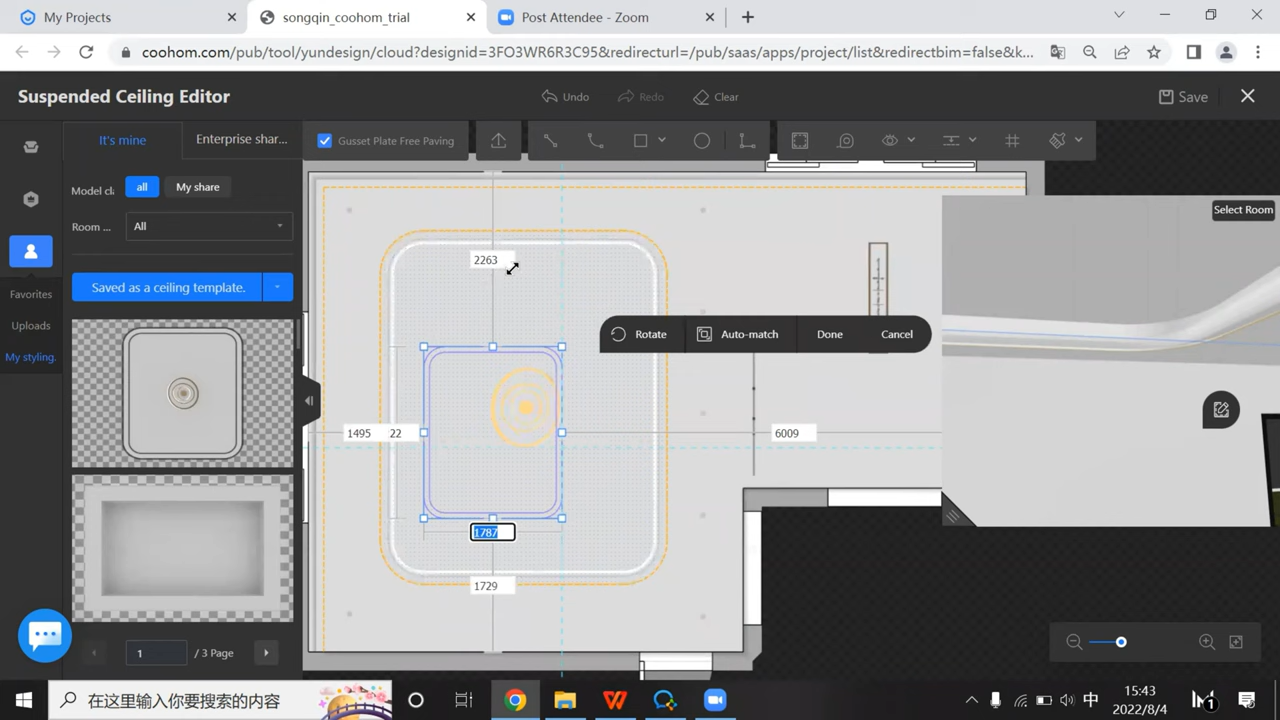 My Projects
songqin_coohom_trial
Post Attendee - Zoom
coohom.com/pub/tool/yundesign/cloud?designid=3FO3WR6R3C95&redirecturl=/pub/saas/apps/project/list&redirectbim=false&k...
Suspended Ceiling Editor
Undo
Redo
Clear
Save
It's mine
Enterprise shar...
Gusset Plate Free Paving
Model cla
all
My share
Room ...
All
Saved as a ceiling template.
Favorites
Uploads
My styling.
2263
Select Room
Rotate
Auto-match
Done
Cancel
1495
22
6009
1787
1729
1
/ 3 Page
在这里输入你要搜索的内容
中
15:43
2022/8/4
1